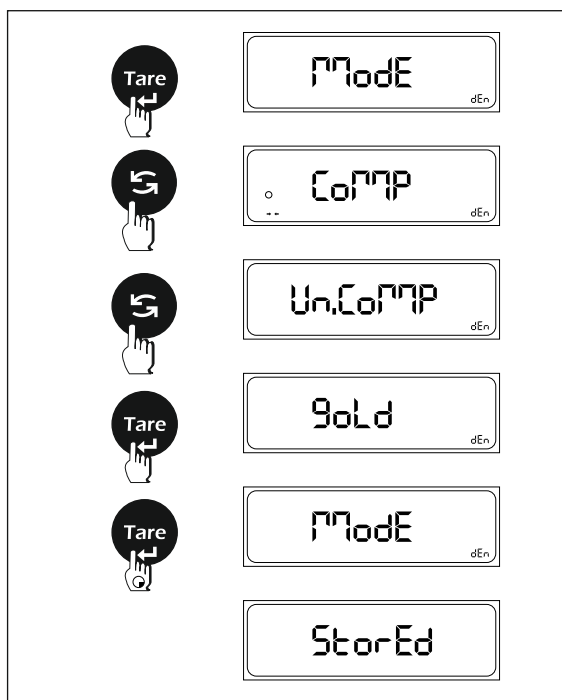 Tare
ModE
dEn
CoMP
dEn
Un.CoMP
dEn
Tare
goLd
dEn
Tare
ModE
dEn
StorEd